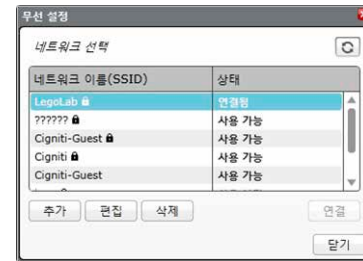 무선 설정
네트워크 선택
네트워크 이름(SSID) 상태
LegoLab 연결됨
?????? 사용 가능
Cigniti-Guest 사용 가능
Cigniti 사용 가능
Cigniti-Guest 사용 가능
추가 편집 삭제 연결
닫기